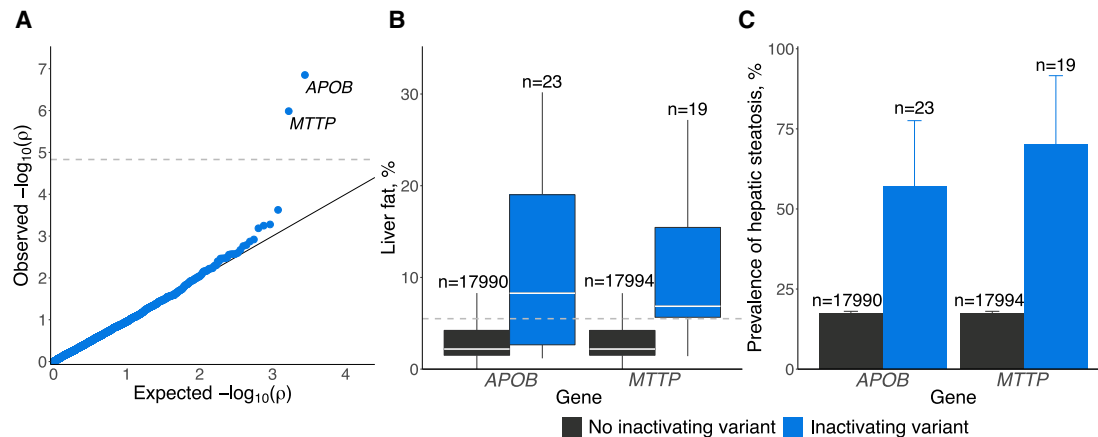 A
Observed −log10(ρ)
7
6
5
4
3
2
1
0
APOB
MTTP
0
1
2
3
4
Expected −log10(ρ)
B
Liver fat, %
30
20
10
0
n=17990
n=23
n=17994
n=19
APOB
MTTP
Gene
C
Prevalence of hepatic steatosis, %
100
75
50
25
0
n=17990
n=23
n=17994
n=19
APOB
MTTP
Gene
No inactivating variant
Inactivating variant